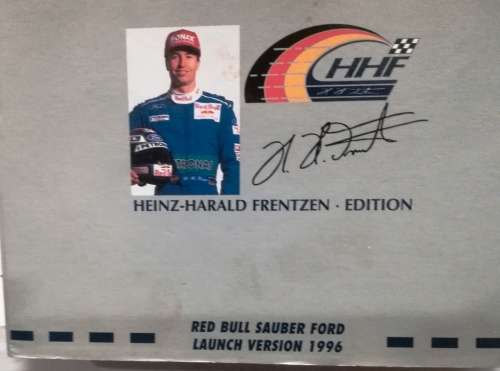 HHF
HEINZ-HARALD FRENTZEN · EDITION
RED BULL SAUBER FORD
LAUNCH VERSION 1996